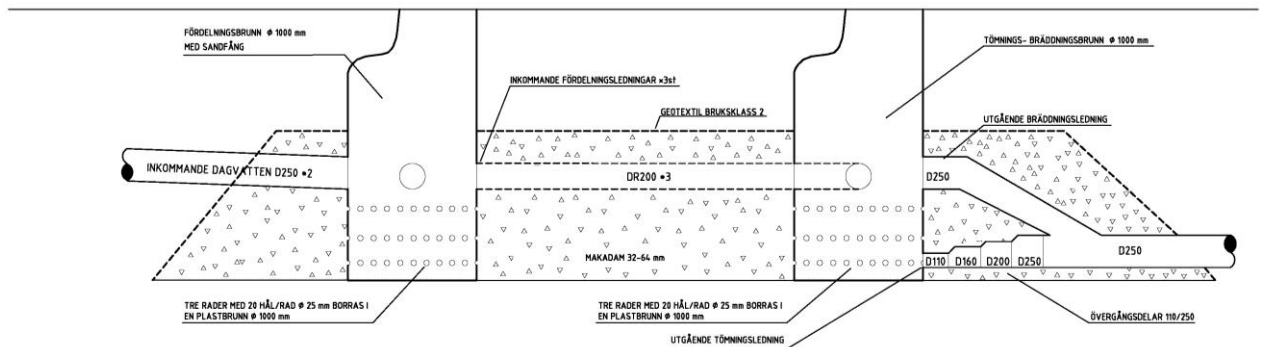 FÖRDELNINGSBRUNN ϕ 1000 mm
MED SANDFÅNG
TÖMNINGS- BRÄDDNINGSBRUNN ϕ 1000 mm
INKOMMANDE FÖRDELNINGSLEDNINGAR ×3st
GEOTEXTIL BRUKSKLASS 2
UTGÅENDE BRÄDDNINGSLEDNING
INKOMMANDE DAGVATTEN D250 •2
DR200 •3
D250
D250
MAKADAM 32-64 mm
D110
D160
D200
D250
TRE RADER MED 20 HÅL/RAD ϕ 25 mm BORRAS I
EN PLASTBRUNN ϕ 1000 mm
TRE RADER MED 20 HÅL/RAD ϕ 25 mm BORRAS I
EN PLASTBRUNN ϕ 1000 mm
ÖVERGÅNGSDELAR 110/250
UTGÅENDE TÖMNINGSLEDNING